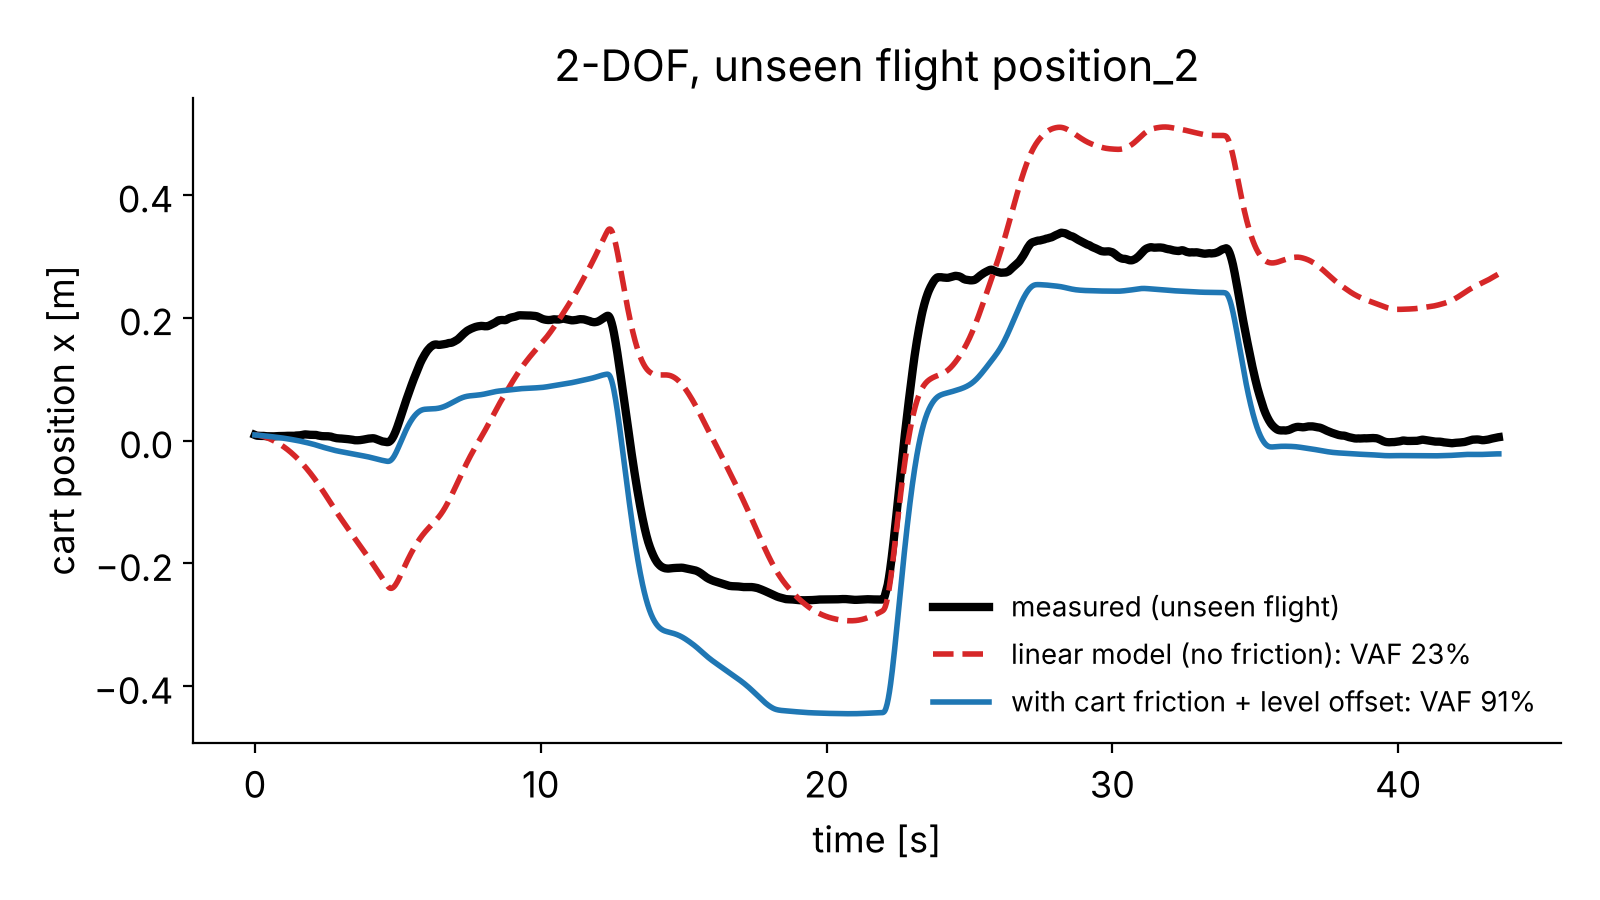 2-DOF, unseen flight position_2
cart position x [m]
0.4
0.2
0.0
−0.2
−0.4
measured (unseen flight)
linear model (no friction): VAF 23%
with cart friction + level offset: VAF 91%
0 10 20 30 40
time [s]